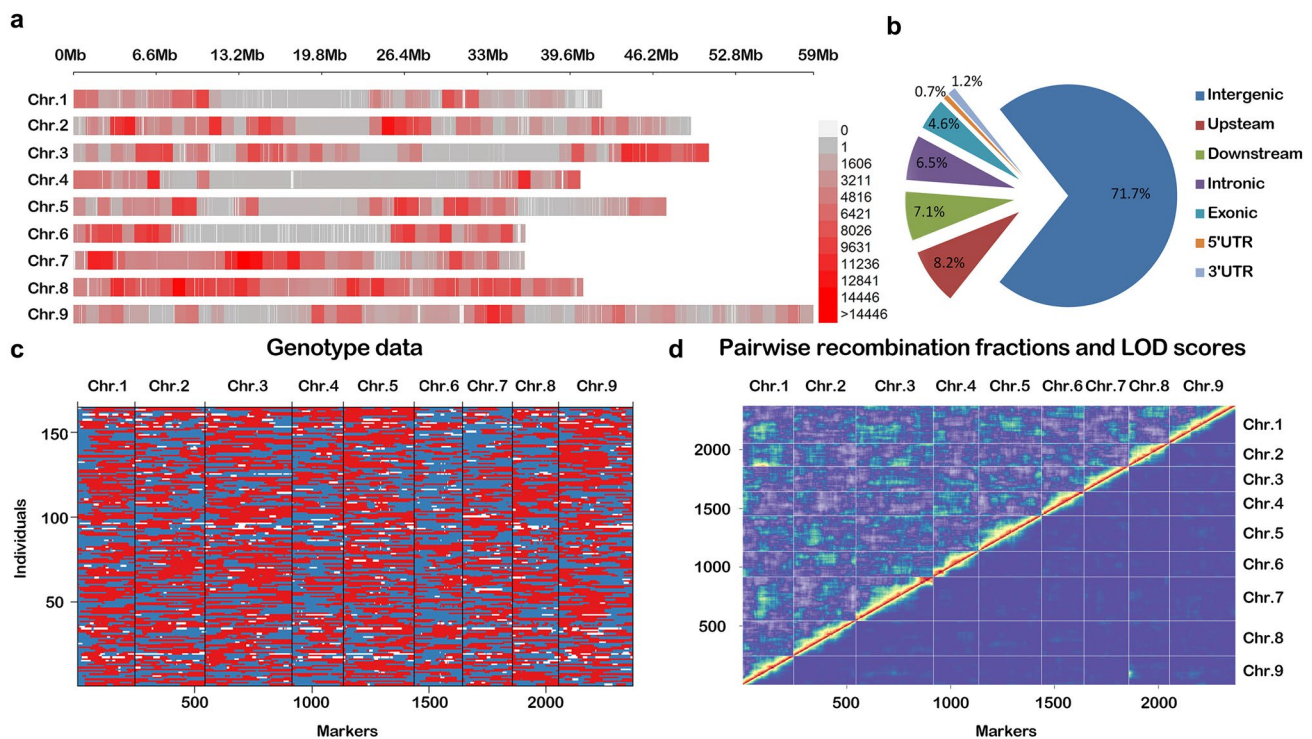 a
0Mb 6.6Mb 13.2Mb 19.8Mb 26.4Mb 33Mb 39.6Mb 46.2Mb 52.8Mb 59Mb
Chr.1
Chr.2
Chr.3
Chr.4
Chr.5
Chr.6
Chr.7
Chr.8
Chr.9
0
1
1606
3211
4816
6421
8026
9631
11236
12841
14446
>14446
b
1.2%
0.7%
4.6%
6.5%
7.1%
8.2%
71.7%
Intergenic
Upsteam
Downstream
Intronic
Exonic
5'UTR
3'UTR
c
Genotype data
Chr.1 Chr.2 Chr.3 Chr.4 Chr.5 Chr.6 Chr.7 Chr.8 Chr.9
150
100
50
Individuals
500 1000 1500 2000
Markers
d
Pairwise recombination fractions and LOD scores
Chr.1 Chr.2 Chr.3 Chr.4 Chr.5 Chr.6 Chr.7 Chr.8 Chr.9
2000
1500
1000
500
Chr.1
Chr.2
Chr.3
Chr.4
Chr.5
Chr.6
Chr.7
Chr.8
Chr.9
500 1000 1500 2000
Markers